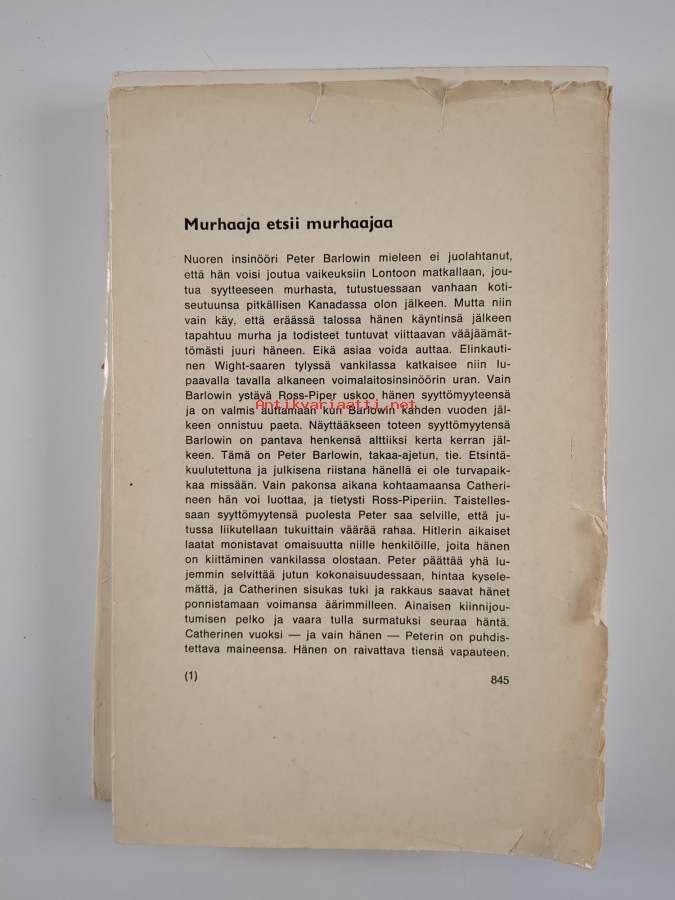 Murhaaja etsii murhaajaa
Nuoren insinööri Peter Barlowin mieleen ei juolahtanut,
että hän voisi joutua vaikeuksiin Lontoon matkallaan, jou-
tua syytteeseen murhasta, tutustuessaan vanhaan koti-
seutuunsa pitkällisen Kanadassa olon jälkeen. Mutta niin
vain käy, että eräässä talossa hänen käyntinsä jälkeen
tapahtuu murha ja todisteet tuntuvat viittaavan vääjäämät-
tömästi juuri häneen. Eikä asiaa voida auttaa. Elinkauti-
nen Wight-saaren tylyssä vankilassa katkaisee niin lu-
paavalla tavalla alkaneen voimalaitosinsinöörin uran. Vain
Barlowin ystävä Ross-Piper uskoo hänen syyttömyyteensä
Antikvariaatti.net
ja on valmis auttamaan kun Barlowin kahden vuoden jäl-
keen onnistuu paeta. Näyttääkseen toteen syyttömyytensä
Barlowin on pantava henkensä alttiiksi kerta kerran jäl-
keen. Tämä on Peter Barlowin, takaa-ajetun, tie. Etsintä-
kuulutettuna ja julkisena riistana hänellä ei ole turvapaik-
kaa missään. Vain pakonsa aikana kohtaamaansa Catheri-
neen hän voi luottaa, ja tietysti Ross-Piperiin. Taistelles-
saan syyttömyytensä puolesta Peter saa selville, että ju-
tussa liikutellaan tukuittain väärää rahaa. Hitlerin aikaiset
laatat monistavat omaisuutta niille henkilöille, joita hänen
on kiittäminen vankilassa olostaan. Peter päättää yhä lu-
jemmin selvittää jutun kokonaisuudessaan, hintaa kysele-
mättä, ja Catherinen sisukas tuki ja rakkaus saavat hänet
ponnistamaan voimansa äärimmilleen. Ainaisen kiinnijou-
tumisen pelko ja vaara tulla surmatuksi seuraa häntä.
Catherinen vuoksi — ja vain hänen — Peterin on puhdis-
tettava maineensa. Hänen on raivattava tiensä vapauteen.
(1) 845